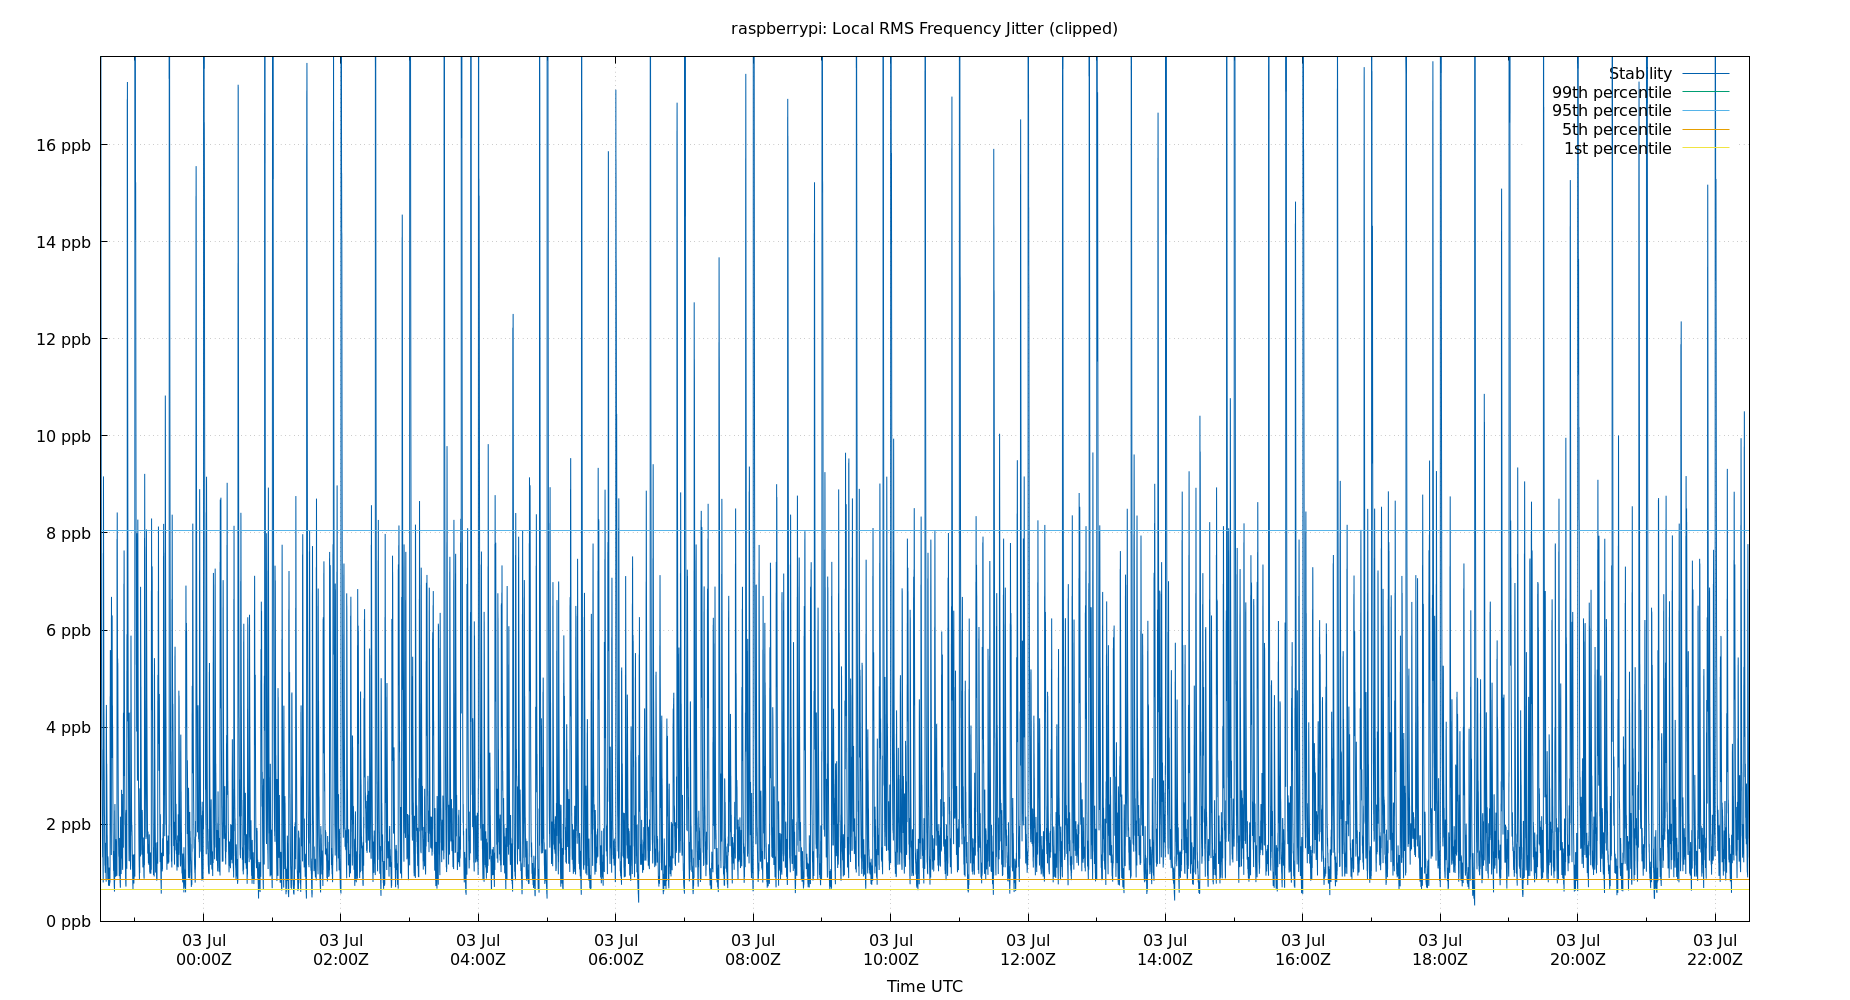 raspberrypi: Local RMS Frequency Jitter (clipped)
Stability
99th percentile
95th percentile
5th percentile
1st percentile
16 ppb
14 ppb
12 ppb
10 ppb
8 ppb
6 ppb
4 ppb
2 ppb
0 ppb
03 Jul 03 Jul 03 Jul 03 Jul 03 Jul 03 Jul 03 Jul 03 Jul 03 Jul 03 Jul 03 Jul 03 Jul
00:00Z 02:00Z 04:00Z 06:00Z 08:00Z 10:00Z 12:00Z 14:00Z 16:00Z 18:00Z 20:00Z 22:00Z
Time UTC